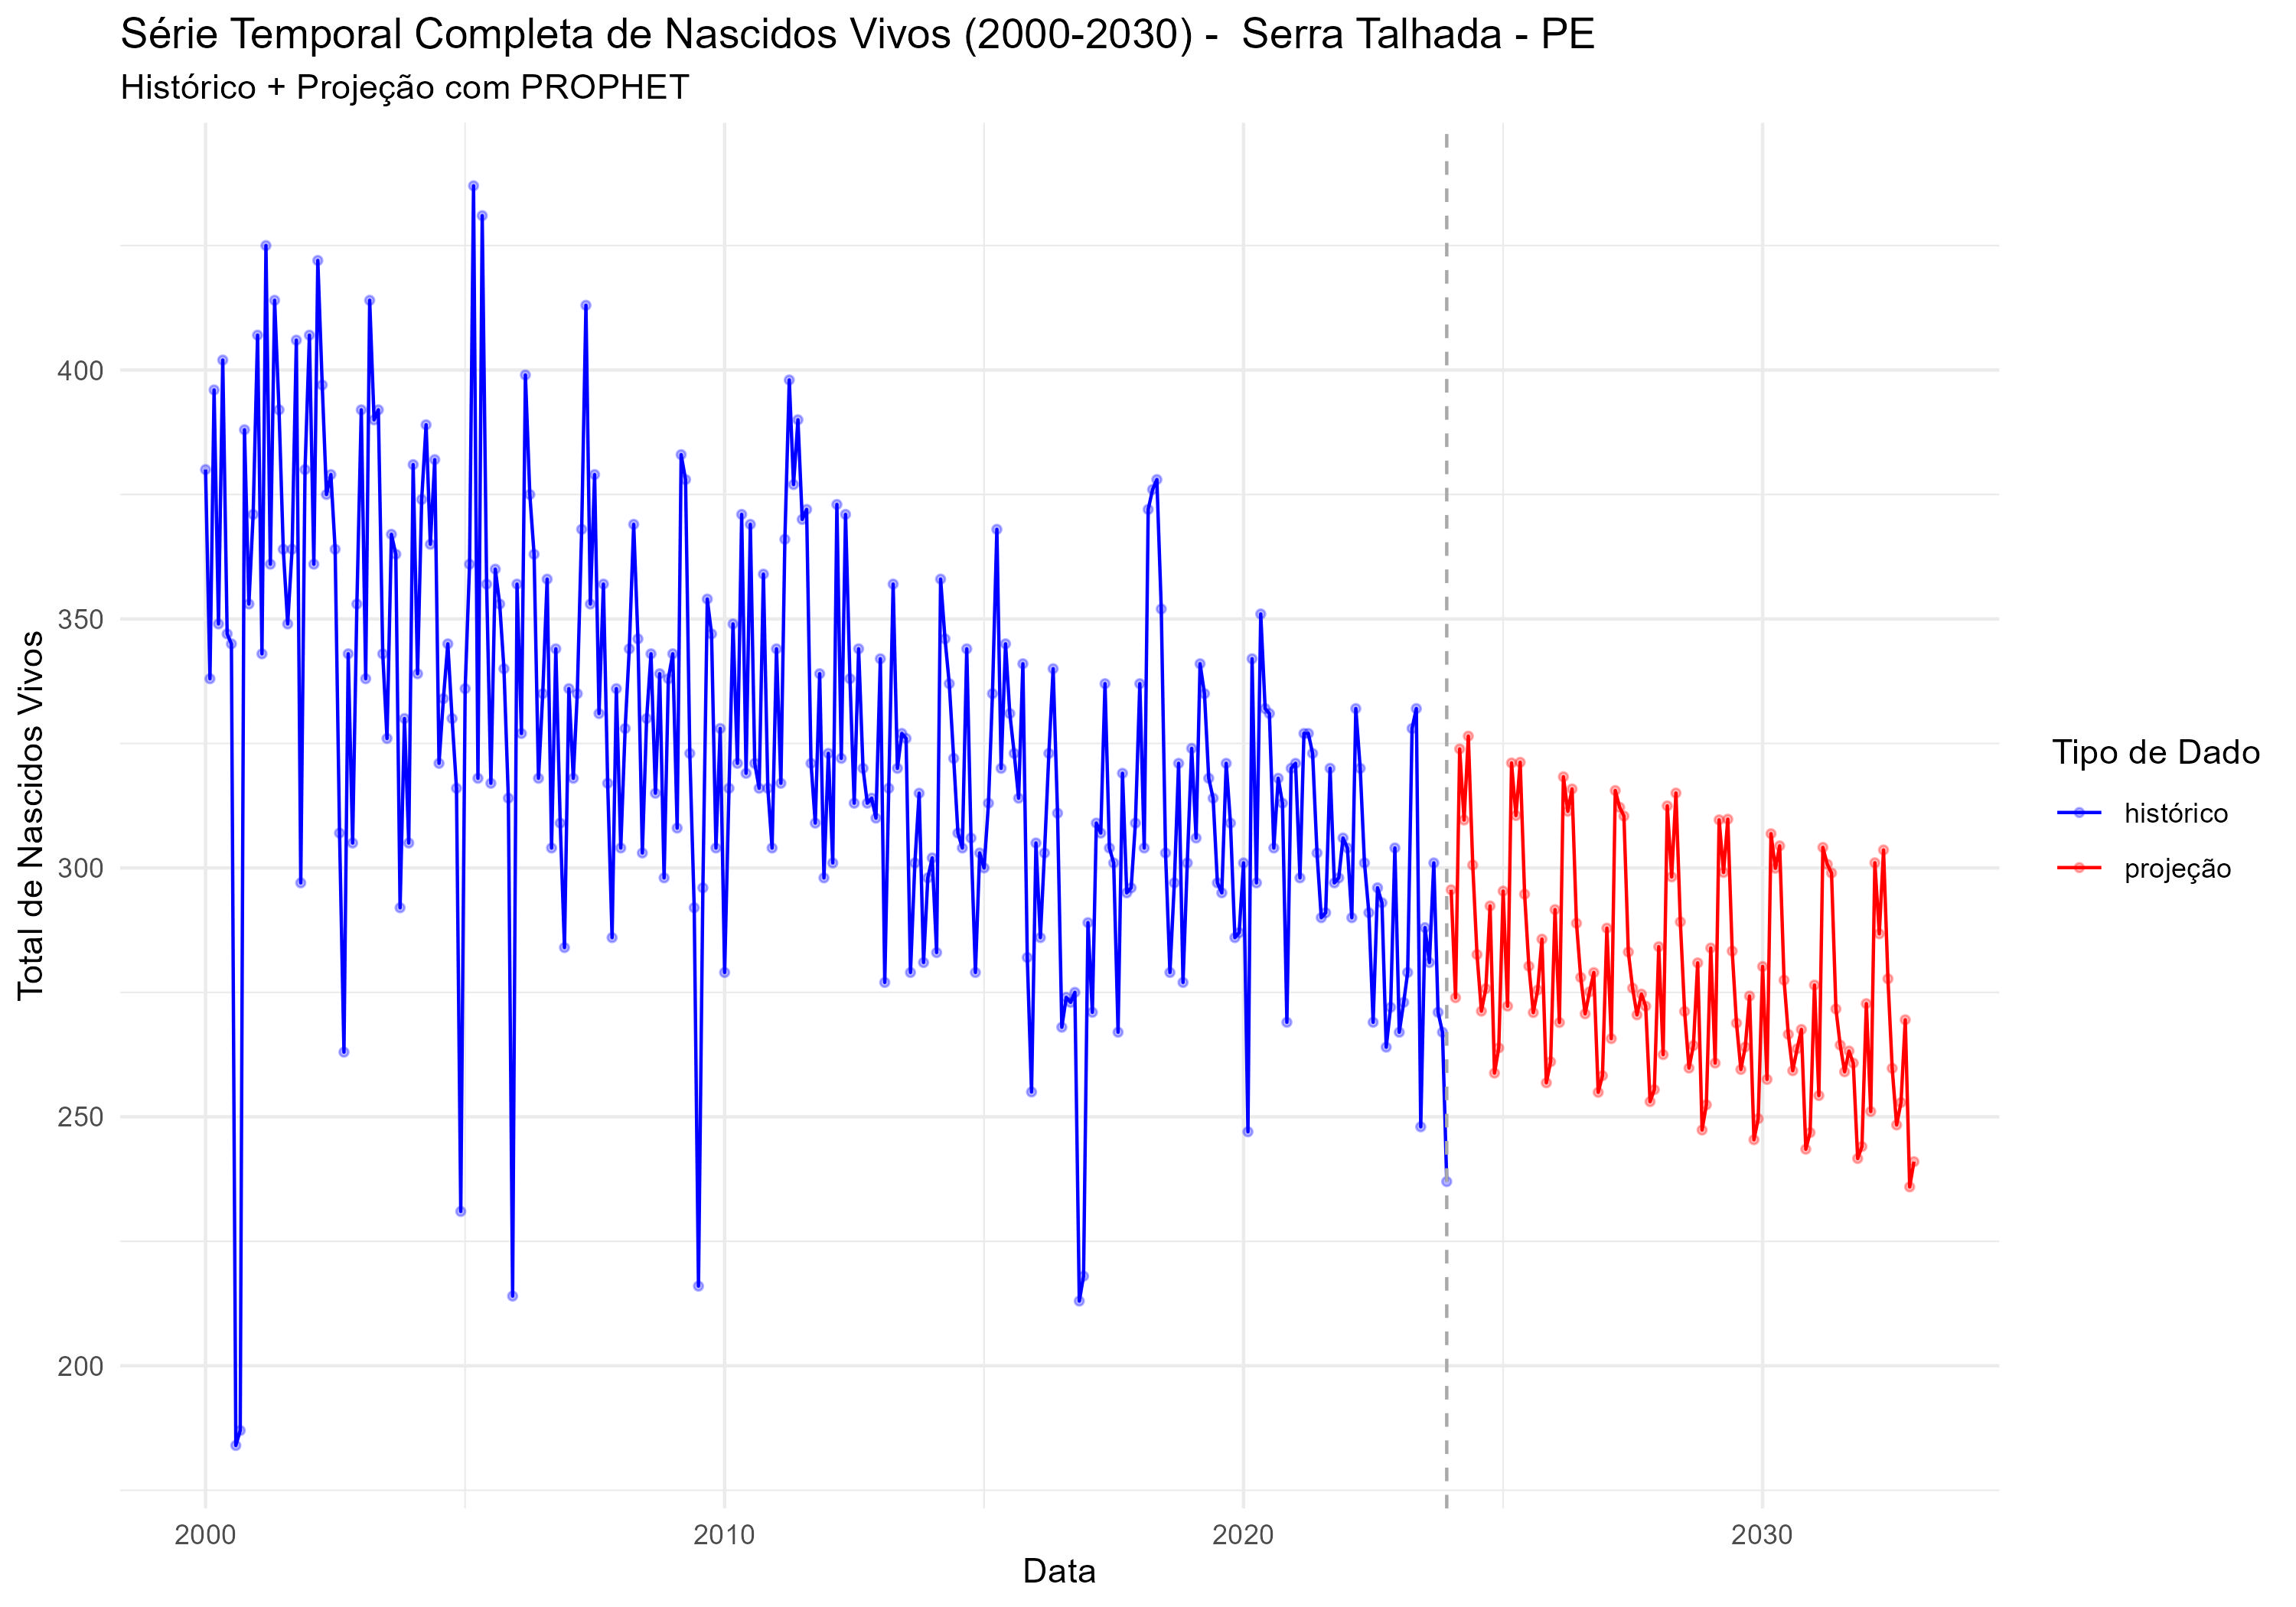 Série Temporal Completa de Nascidos Vivos (2000-2030) -  Serra Talhada - PE
Histórico + Projeção com PROPHET
Total de Nascidos Vivos
400
350
300
250
200
2000
2010
2020
2030
Data
Tipo de Dado
histórico
projeção